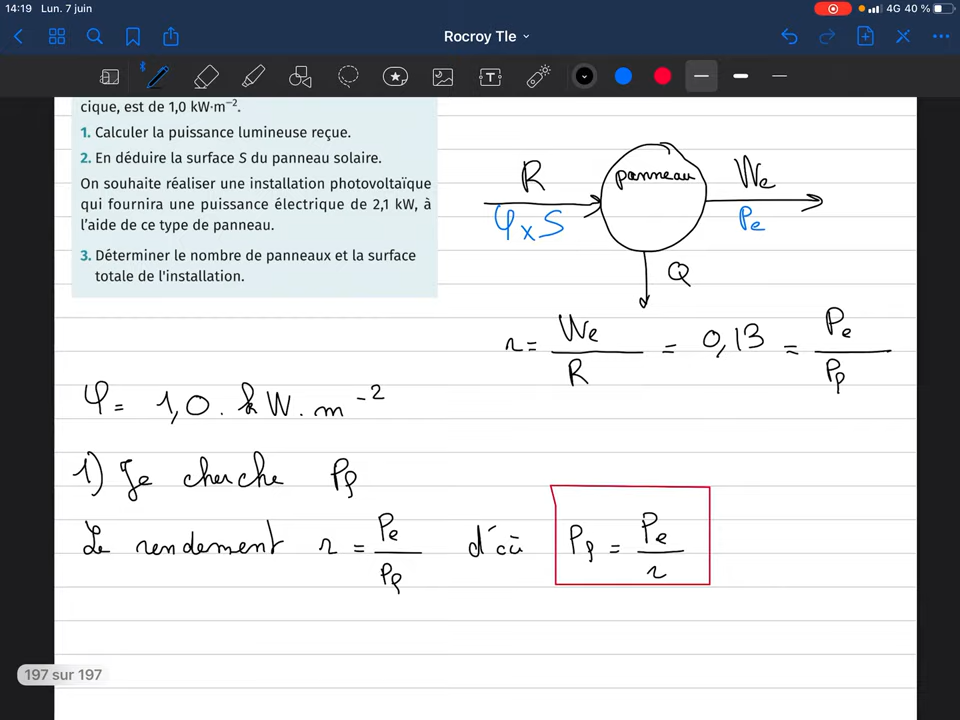 14:19 Lun. 7 juin
4G 40 %
Rocroy Tle
cique, est de 1,0 kW·m⁻².
1. Calculer la puissance lumineuse reçue.
2. En déduire la surface S du panneau solaire.
On souhaite réaliser une installation photovoltaïque
qui fournira une puissance électrique de 2,1 kW, à
l'aide de ce type de panneau.
3. Déterminer le nombre de panneaux et la surface
totale de l'installation.
R
φ x S
panneau
We
Pe
Q
r = We / R = 0,13 = Pe / Pp
φ = 1,0 . kW . m⁻²
1) Je cherche Pp
Le rendement r = Pe / Pp d'où Pp = Pe / r
197 sur 197